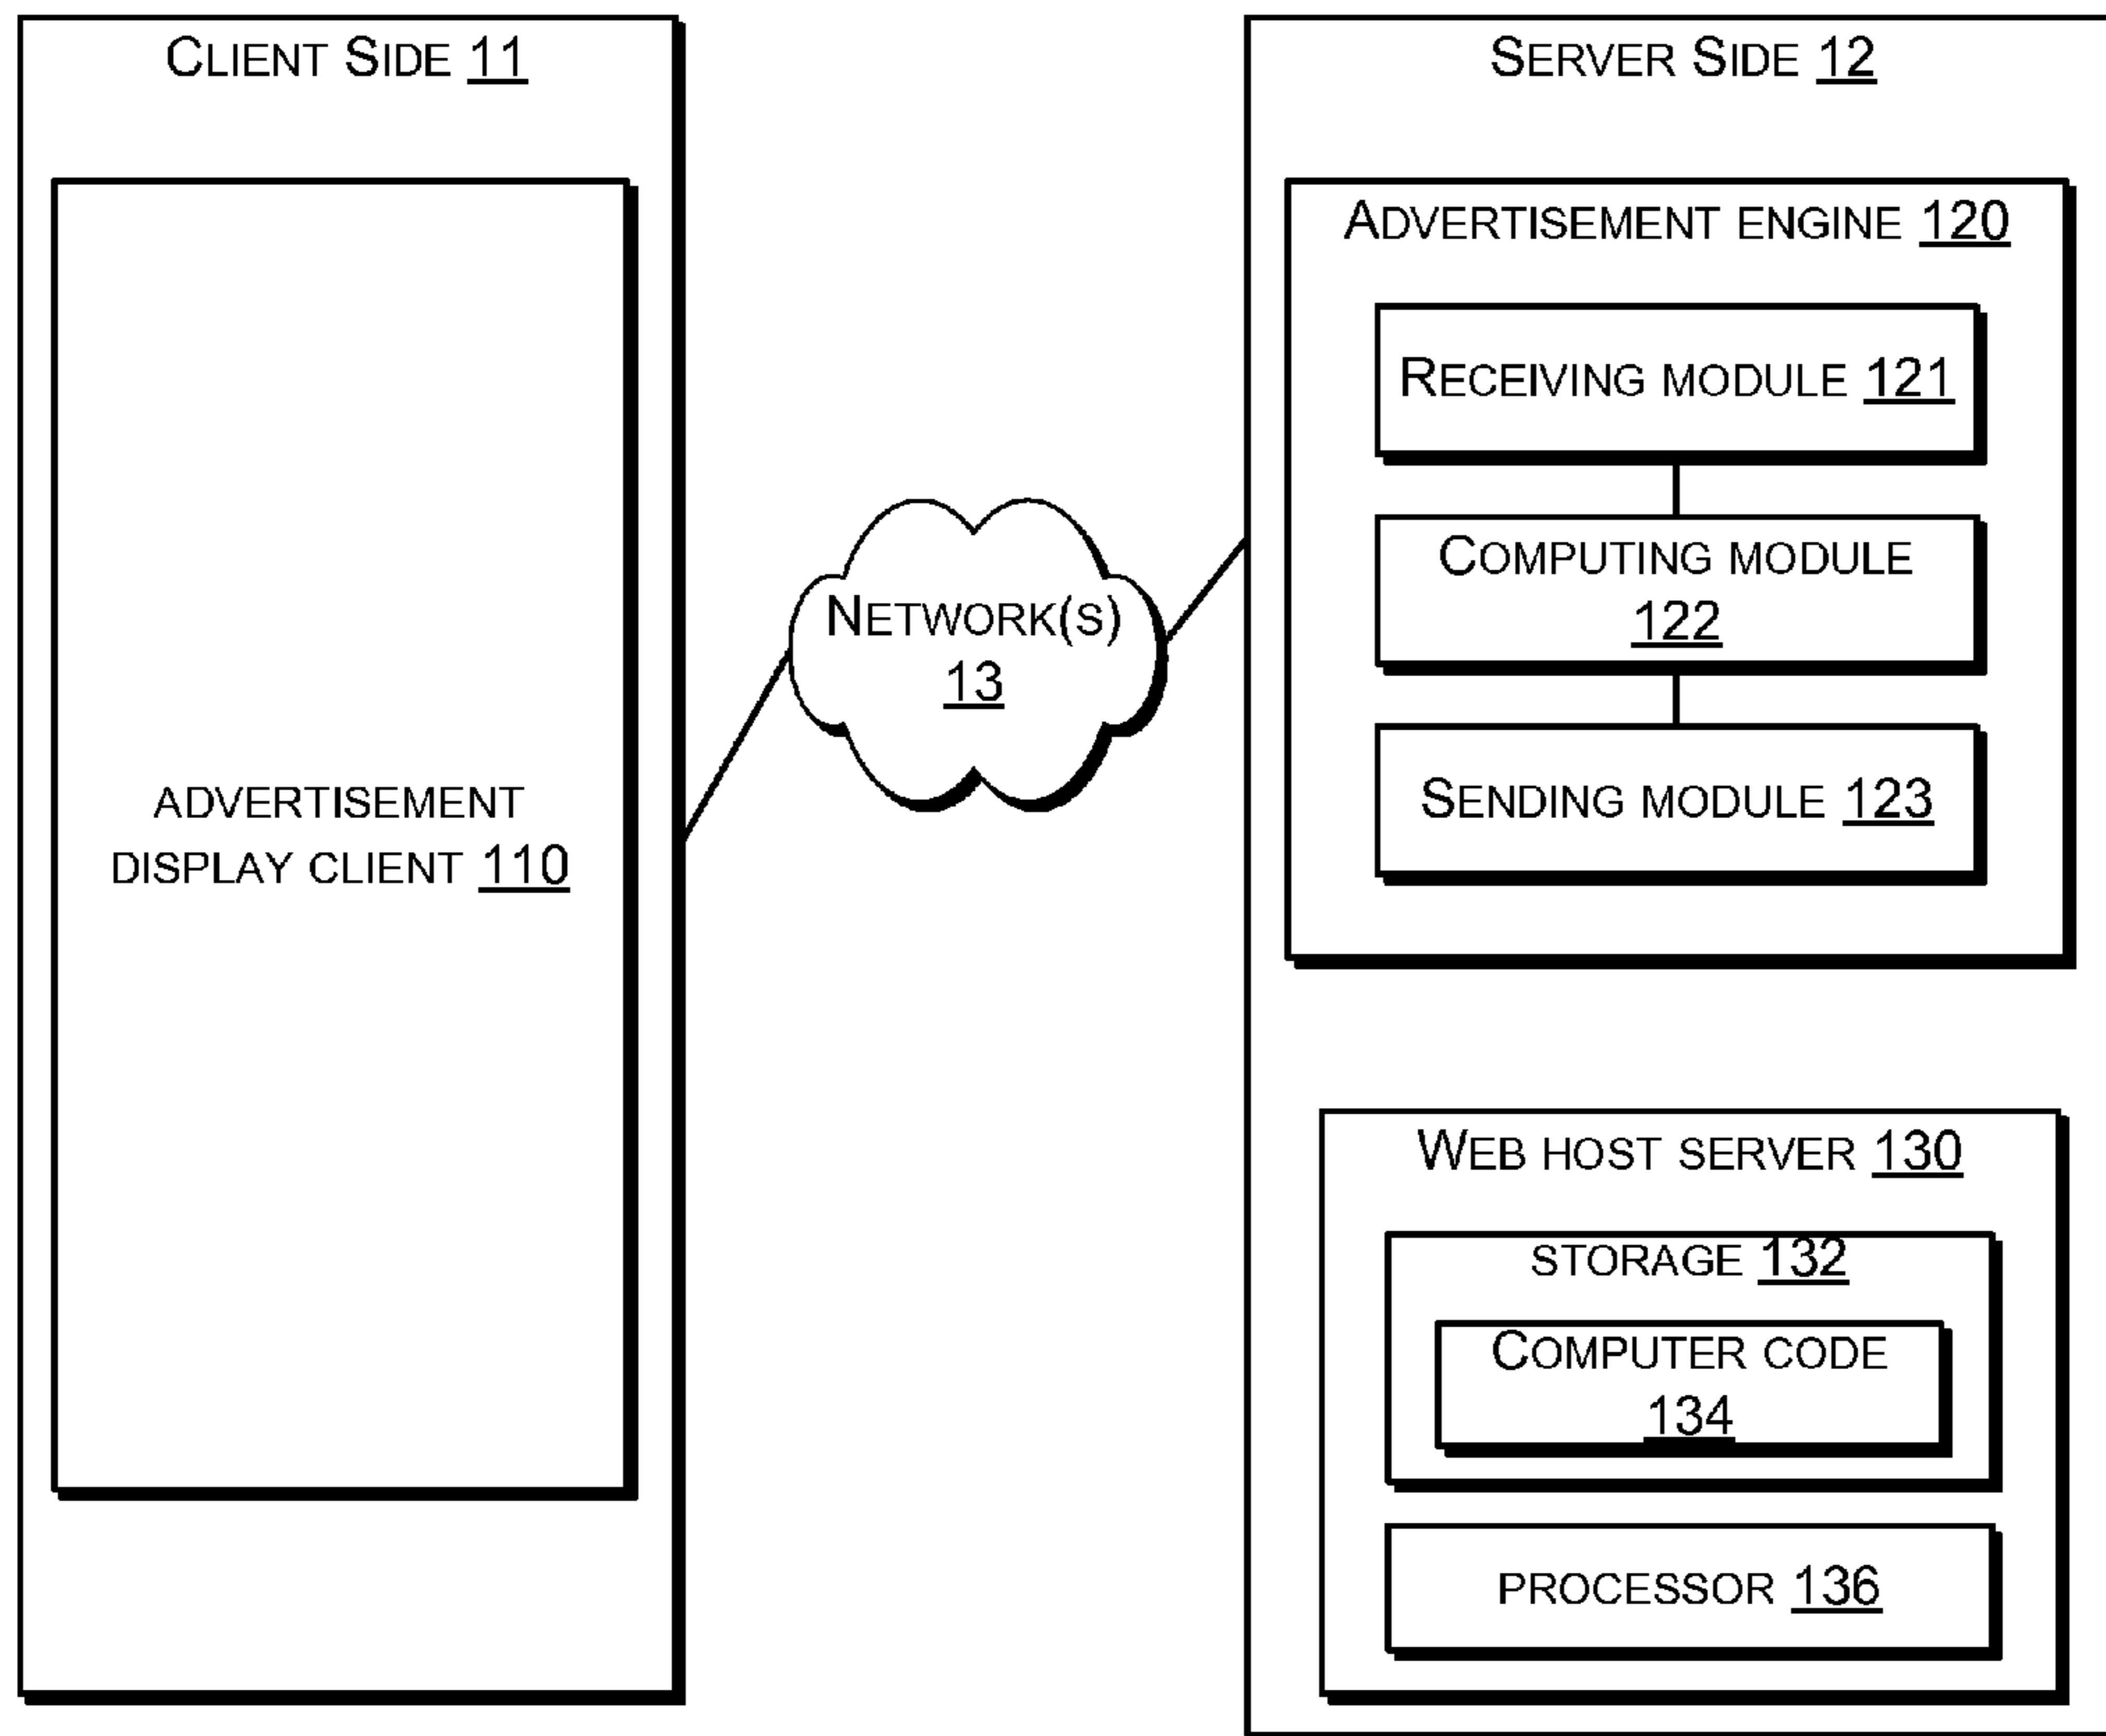 CLIENT SIDE 11
ADVERTISEMENT
DISPLAY CLIENT 110
NETWORK(S)
13
SERVER SIDE 12
ADVERTISEMENT ENGINE 120
RECEIVING MODULE 121
COMPUTING MODULE
122
SENDING MODULE 123
WEB HOST SERVER 130
STORAGE 132
COMPUTER CODE
134
PROCESSOR 136